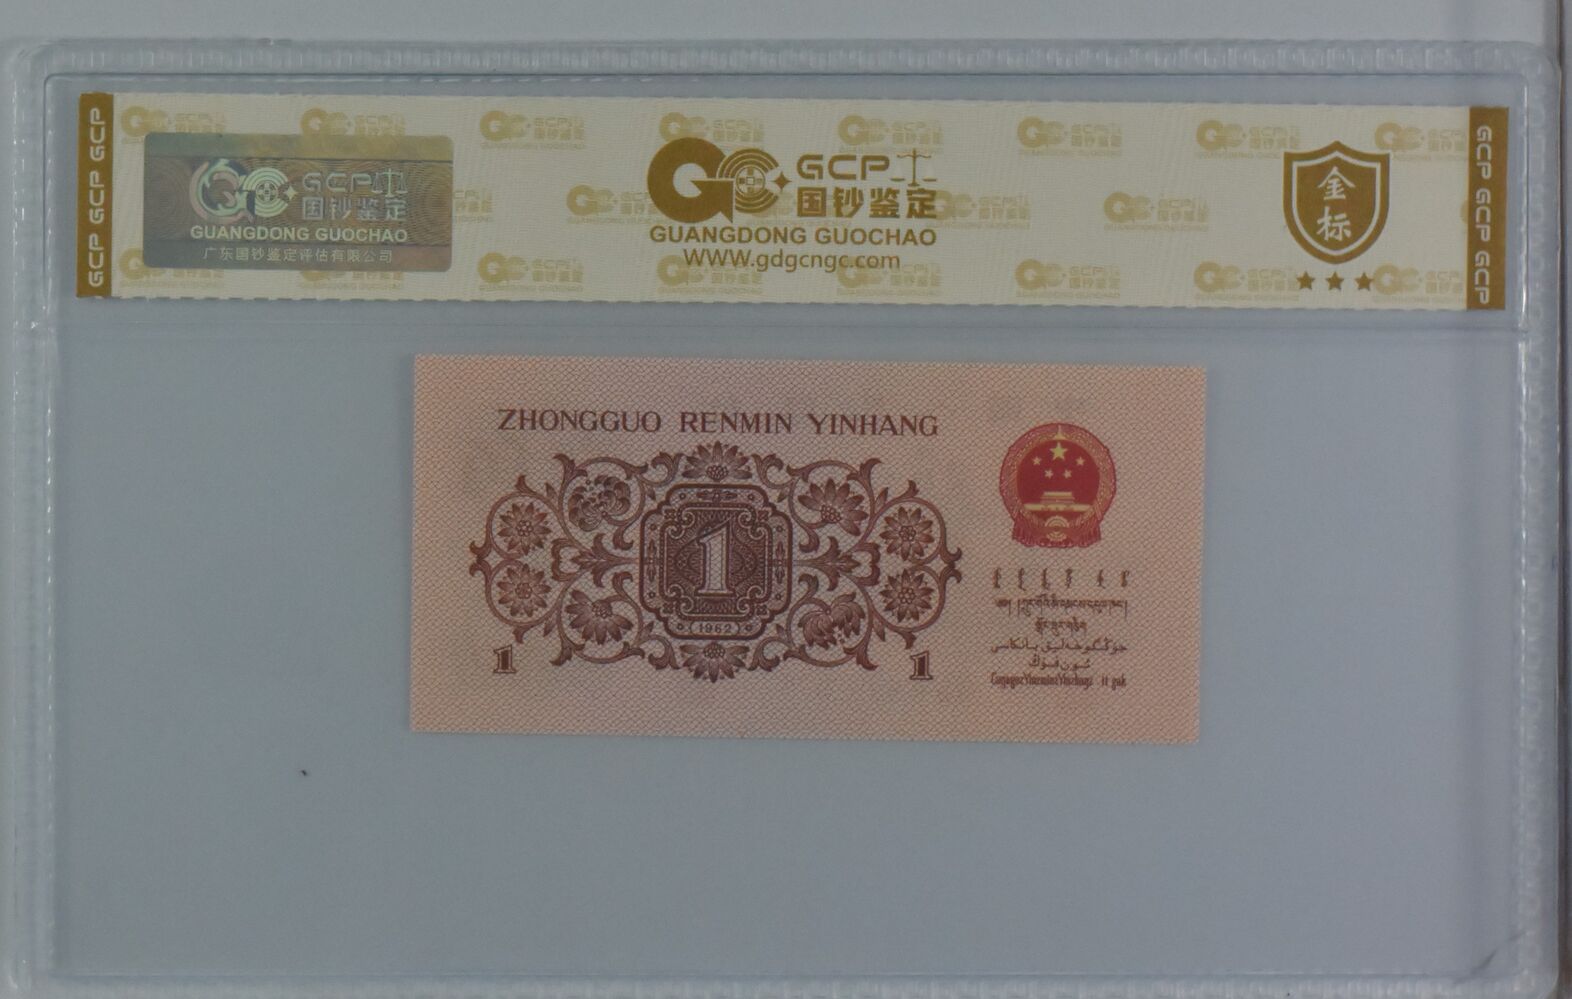 GCP GCP GCP
GCP
国钞鉴定
GUANGDONG GUOCHAO
广东国钞鉴定评估有限公司
GCP
国钞鉴定
GUANGDONG GUOCHAO
WWW.gdgcngc.com
金
标
GCP GCP GCP
ZHONGGUO RENMIN YINHANG
1
(1962)
1
1
جۇڭگوخەلىق بانكاسى